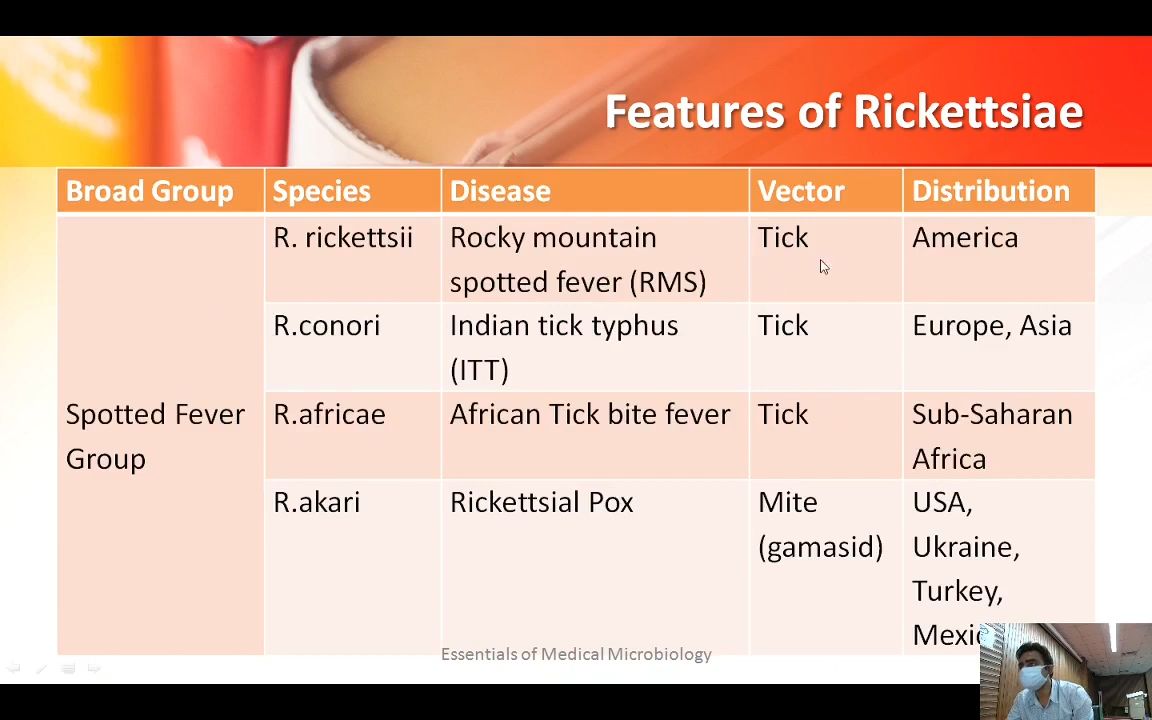 Features of Rickettsiae
Broad Group Species Disease Vector Distribution
R. rickettsii Rocky mountain Tick America
spotted fever (RMS)
R.conori Indian tick typhus Tick Europe, Asia
(ITT)
Spotted Fever R.africae African Tick bite fever Tick Sub-Saharan
Group Africa
R.akari Rickettsial Pox Mite USA,
(gamasid) Ukraine,
Turkey,
Essentials of Medical Microbiology